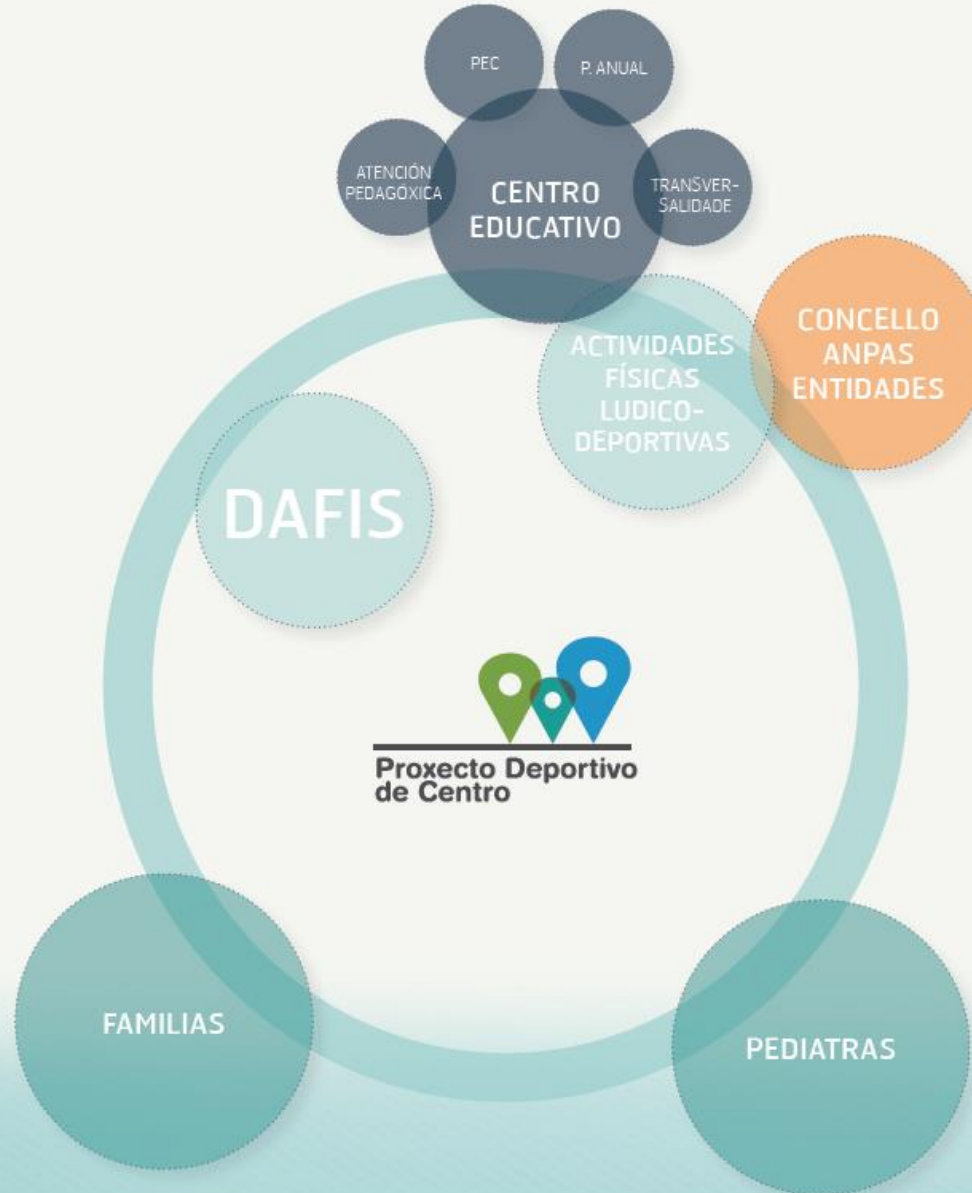 PEC
P. ANUAL
ATENCIÓN
PEDAGÓXICA
CENTRO
EDUCATIVO
TRANSVER-
SALIDADE
ACTIVIDADES
FÍSICAS
LUDICO-
DEPORTIVAS
CONCELLO
ANPAS
ENTIDADES
DAFIS
Proxecto Deportivo
de Centro
FAMILIAS
PEDIATRAS